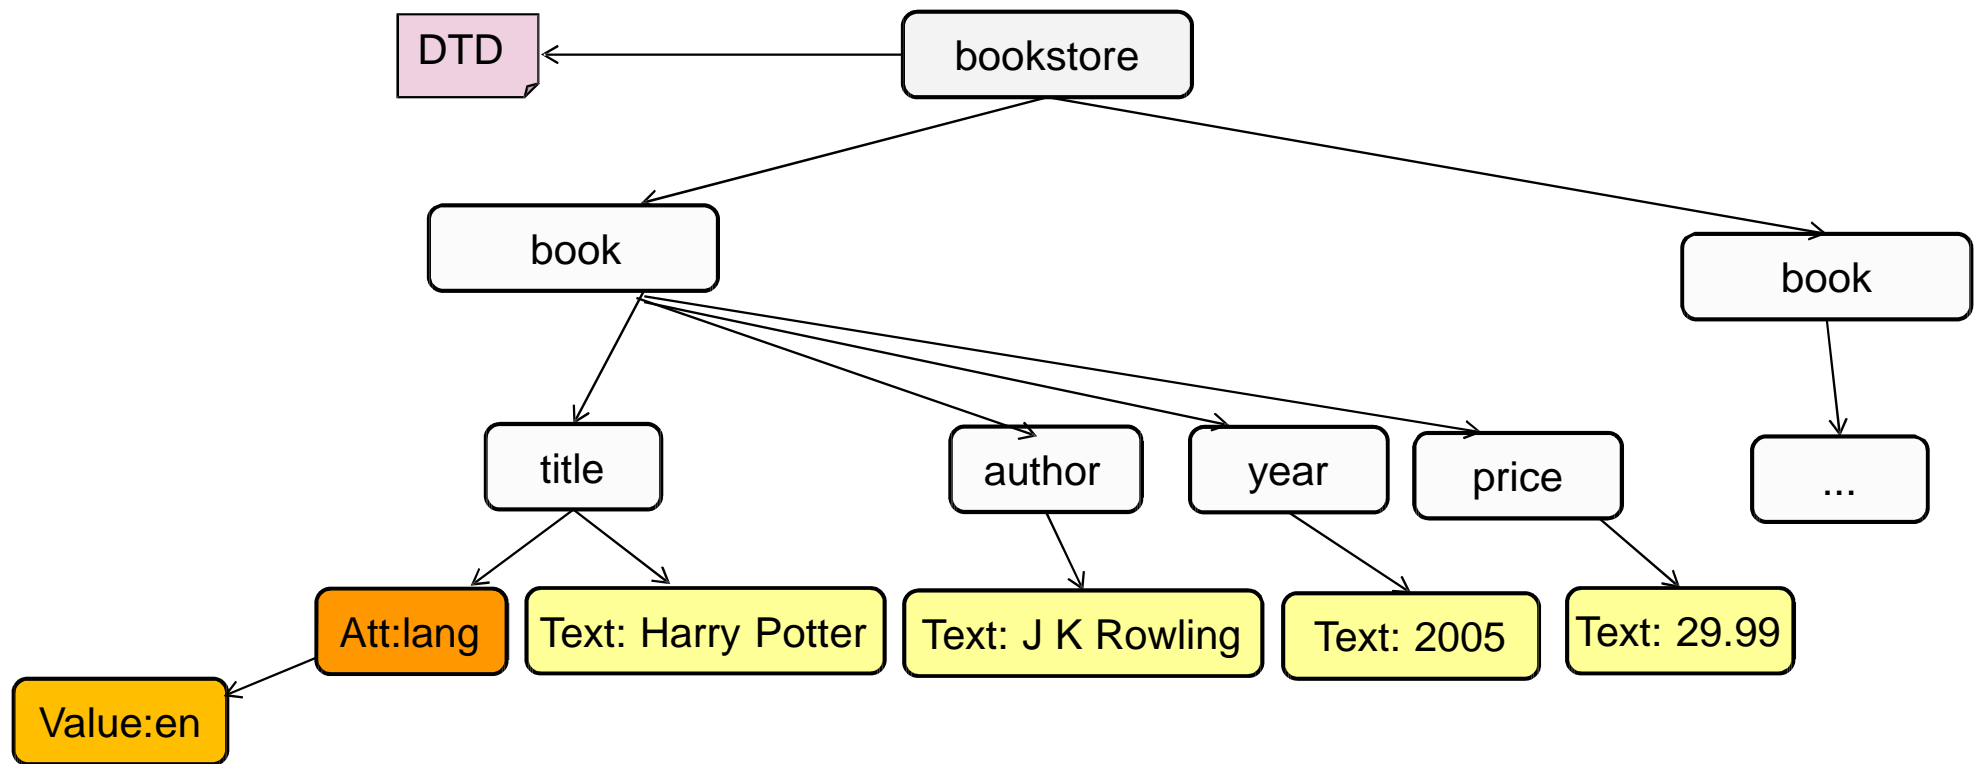 DTD
bookstore
book
book
title
author
year
price
...
Att:lang
Text: Harry Potter
Text: J K Rowling
Text: 2005
Text: 29.99
Value:en